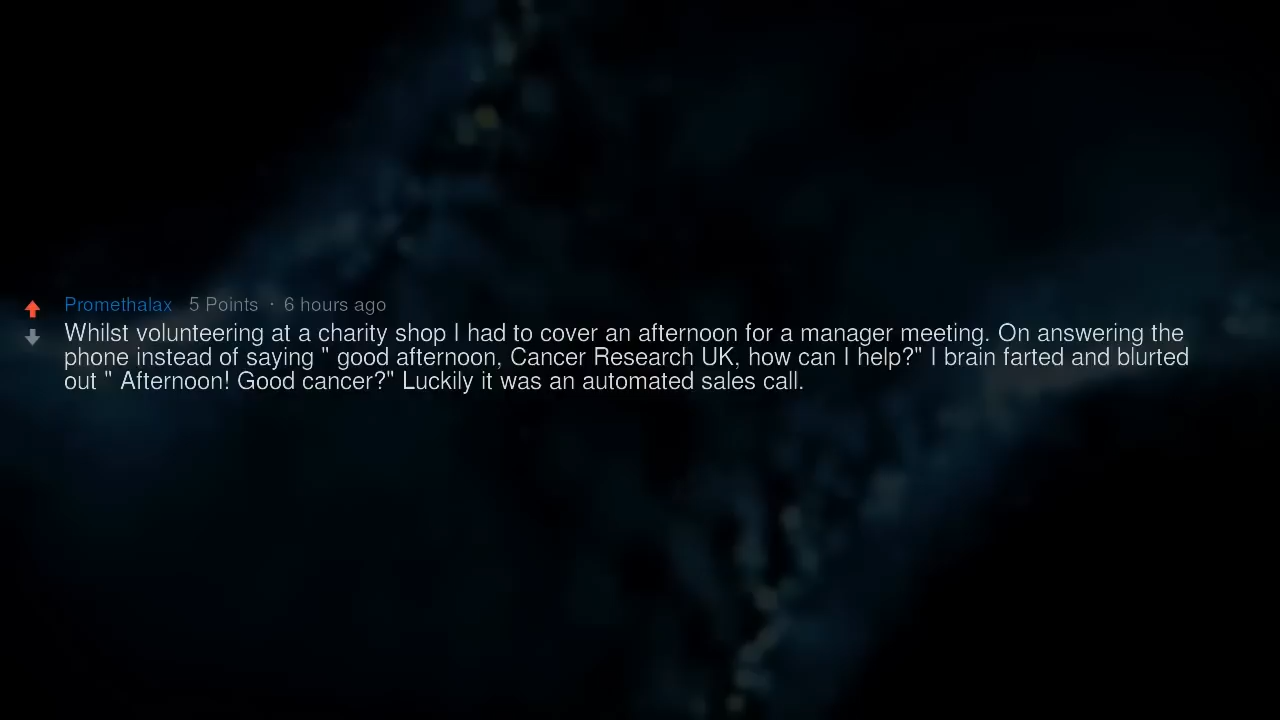 Promethalax 5 Points · 6 hours ago
Whilst volunteering at a charity shop I had to cover an afternoon for a manager meeting. On answering the
phone instead of saying " good afternoon, Cancer Research UK, how can I help?" I brain farted and blurted
out " Afternoon! Good cancer?" Luckily it was an automated sales call.